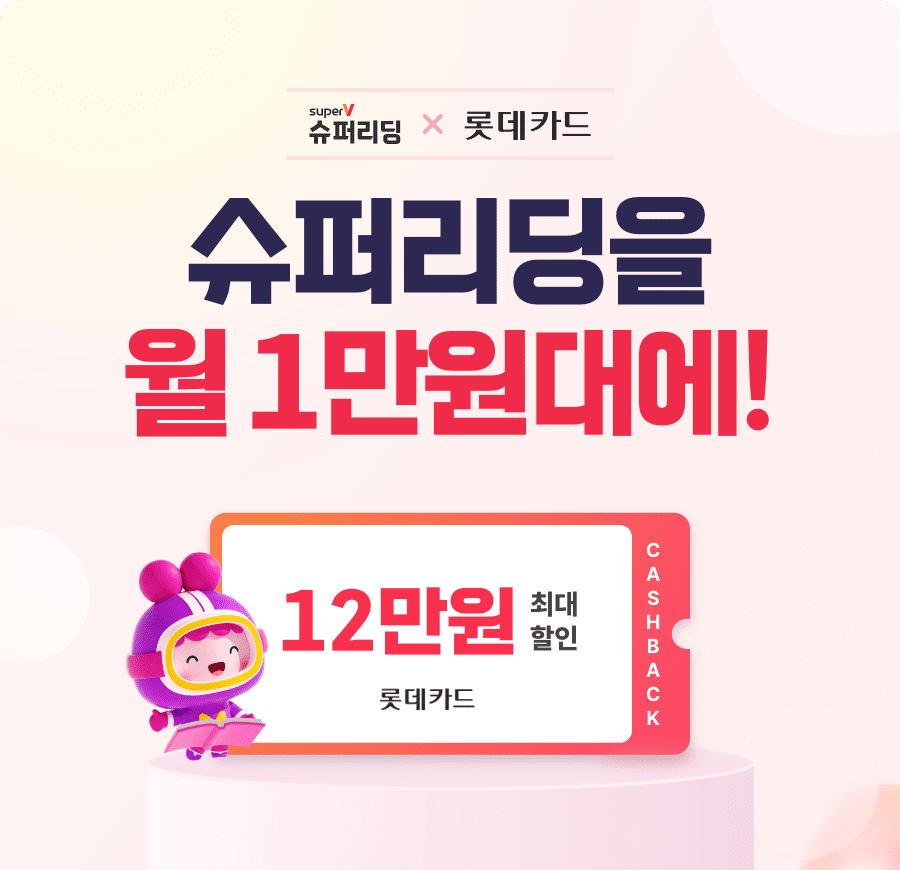 superV
슈퍼리딩 × 롯데카드
슈퍼리딩을
월 1만원대에!
12만원 최대
할인
롯데카드
CASHBACK